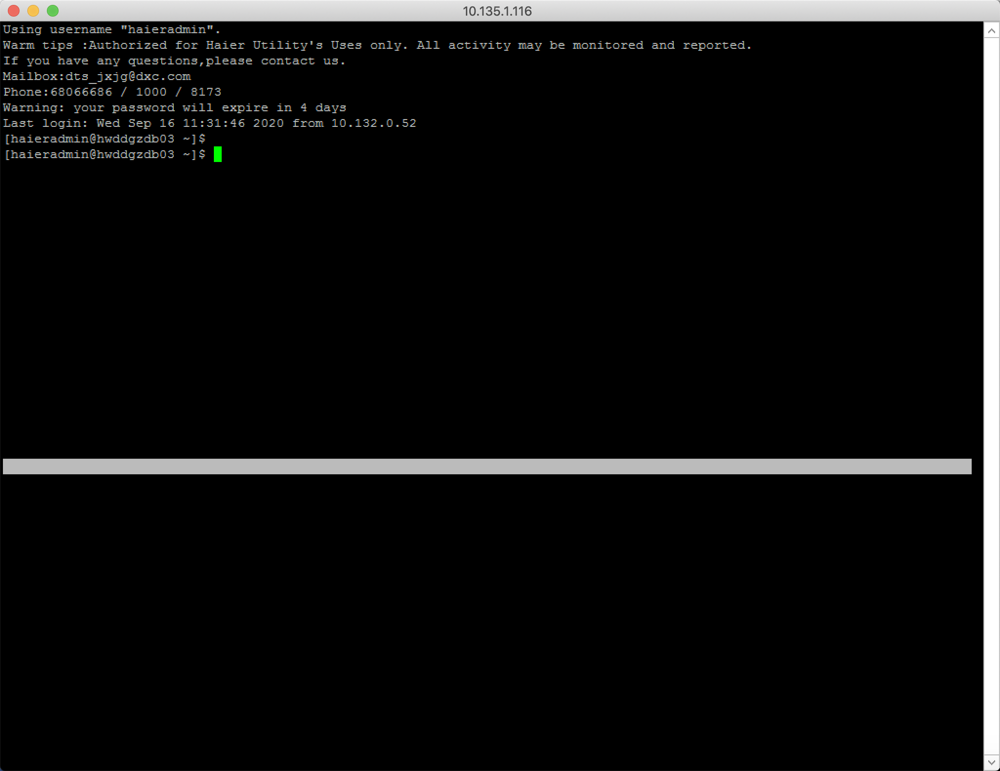 10.135.1.116
Using username "haieradmin".
Warm tips :Authorized for Haier Utility's Uses only. All activity may be monitored and reported.
If you have any questions,please contact us.
Mailbox:dts_jxjg@dxc.com
Phone:68066686 / 1000 / 8173
Warning: your password will expire in 4 days
Last login: Wed Sep 16 11:31:46 2020 from 10.132.0.52
[haieradmin@hwddgzdb03 ~]$
[haieradmin@hwddgzdb03 ~]$